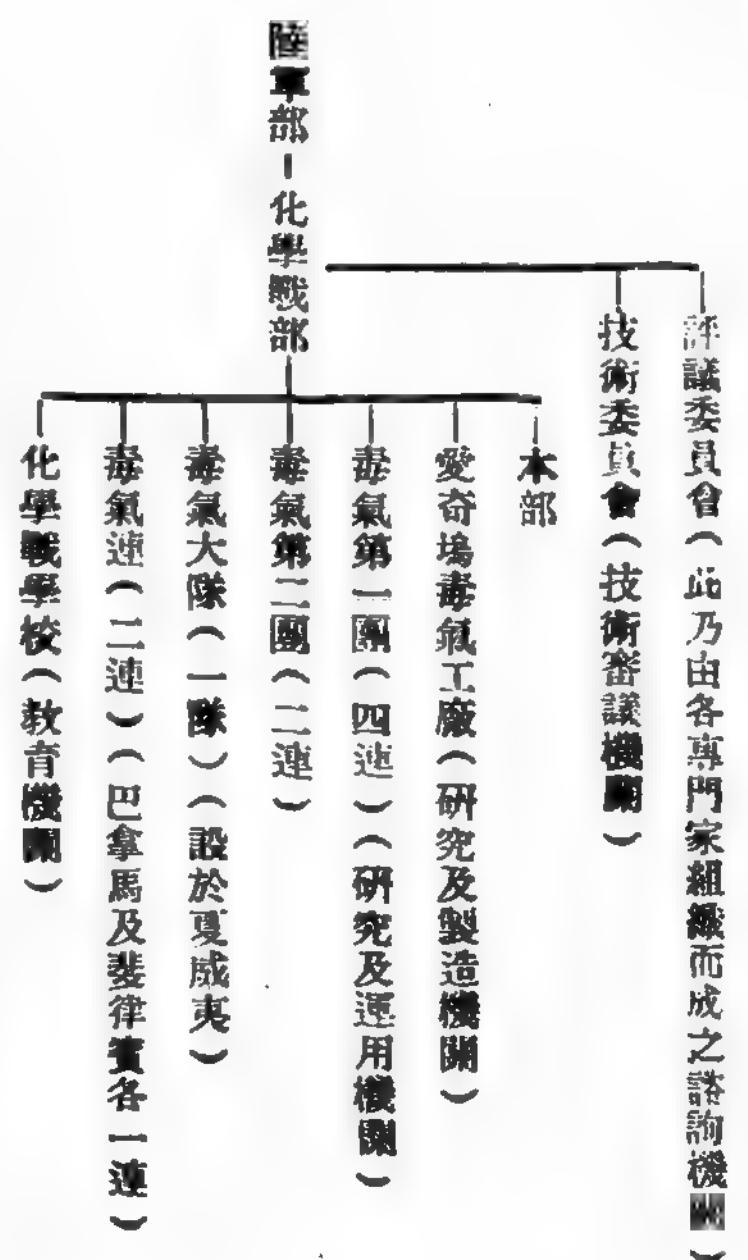 陸軍部—化學戰部
評議委員會(此乃由各專門家組織而成之諮詢機關)
技術委員會(技術審議機關)
本部
愛奇塢毒氣工廠(研究及製造機關)
毒氣第一團(四連)(研究及運用機關)
毒氣第二團(二連)
毒氣大隊(一隊)(設於夏威夷)
毒氣連(二連)(巴拿馬及斐律賓各一連)
化學戰學校(教育機關)